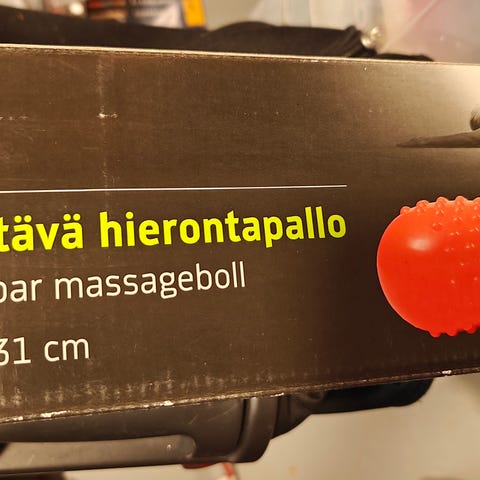 tävä hierontapallo
bar massageboll
31 cm